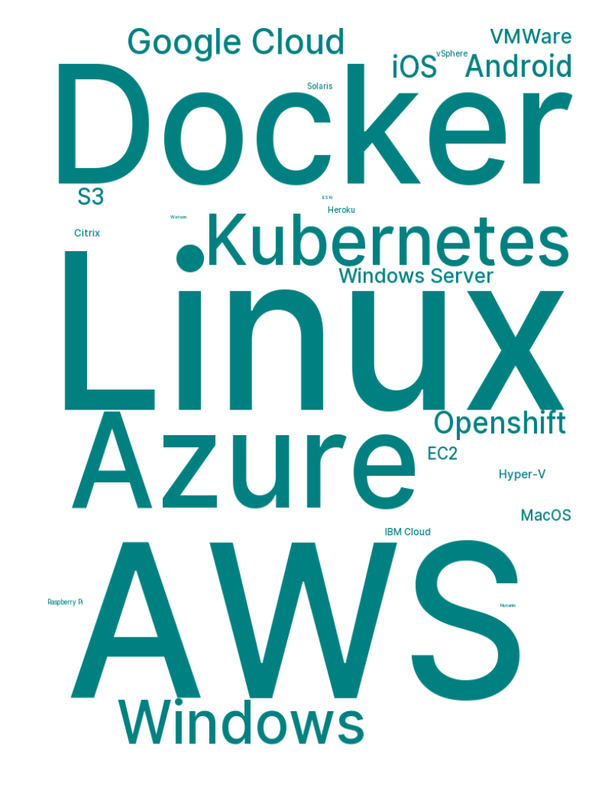 Google Cloud
VMWare
iOS
vSphere
Android
Solaris
Docker
S3
Heroku
Kubernetes
Citrix
Windows Server
Linux
Openshift
Azure
EC2
Hyper-V
MacOS
IBM Cloud
AWS
Raspberry Pi
Windows